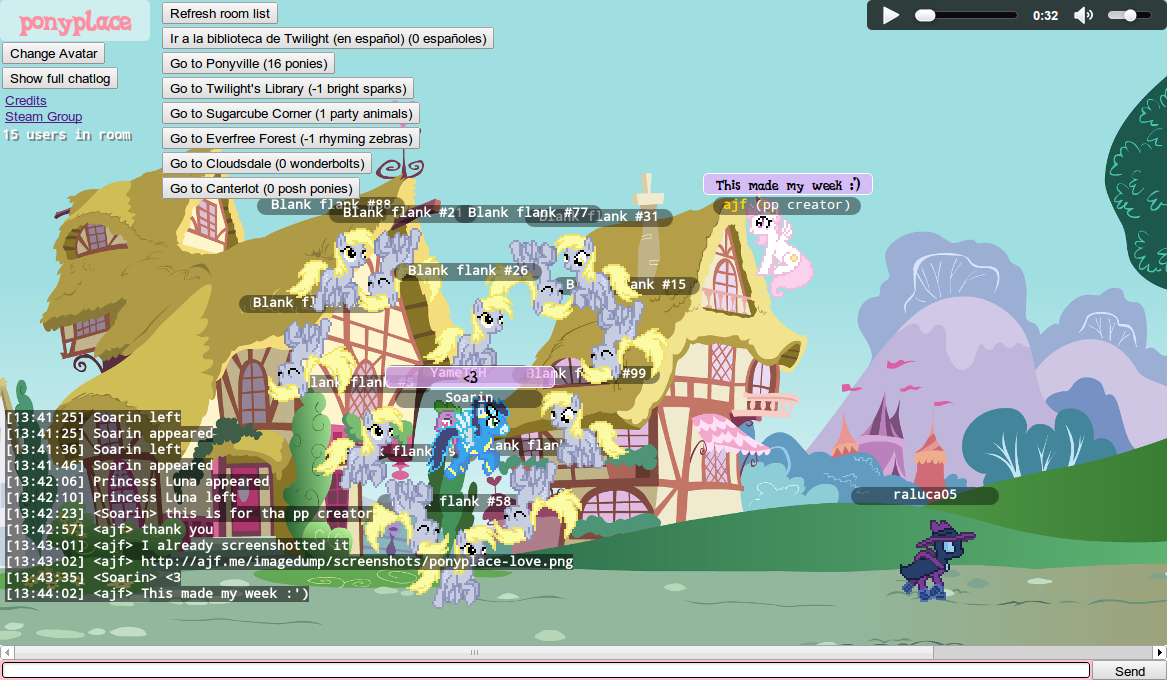 ponyplace
Change Avatar
Show full chatlog
Credits
Steam Group
15 users in room
Refresh room list
Ir a la biblioteca de Twilight (en español) (0 españoles)
Go to Ponyville (16 ponies)
Go to Twilight's Library (-1 bright sparks)
Go to Sugarcube Corner (1 party animals)
Go to Everfree Forest (-1 rhyming zebras)
Go to Cloudsdale (0 wonderbolts)
Go to Canterlot (0 posh ponies)
0:32
This made my week :')
ajf (pp creator)
Blank flank #88
Blank flank #21
Blank flank #77
Blank flank #31
Blank flank #26
flank #15
Blank
<3
flank #99
Soarin
flank
flank
flank #58
raluca05
[13:41:25] Soarin left
[13:41:25] Soarin appeared
[13:41:36] Soarin left
[13:41:46] Soarin appeared
[13:42:06] Princess Luna appeared
[13:42:10] Princess Luna left
[13:42:23] <Soarin> this is for tha pp creator
[13:42:57] <ajf> thank you
[13:43:01] <ajf> I already screenshotted it
[13:43:02] <ajf> http://ajf.me/imagedump/screenshots/ponyplace-love.png
[13:43:35] <Soarin> <3
[13:44:02] <ajf> This made my week :')
Send